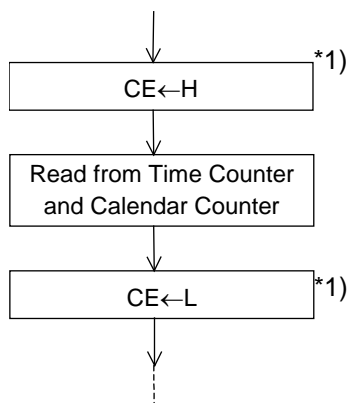 *1)
CE←H
Read from Time Counter
and Calendar Counter
*1)
CE←L